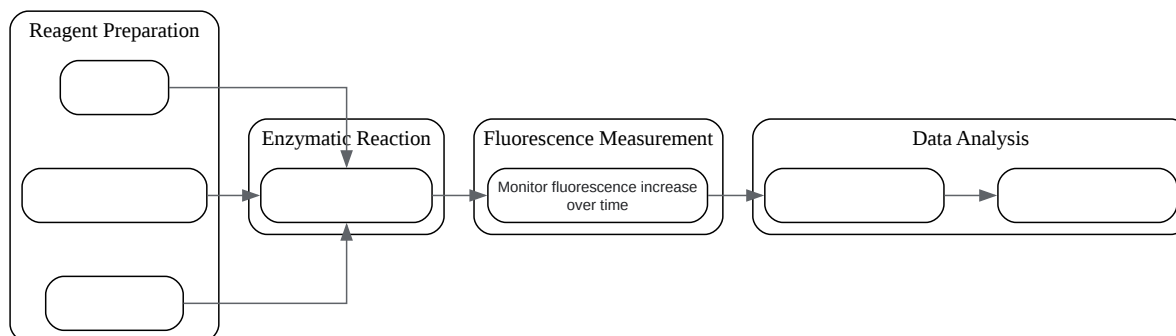 Reagent Preparation
Enzymatic Reaction
Fluorescence Measurement
Data Analysis
Monitor fluorescence increase
over time